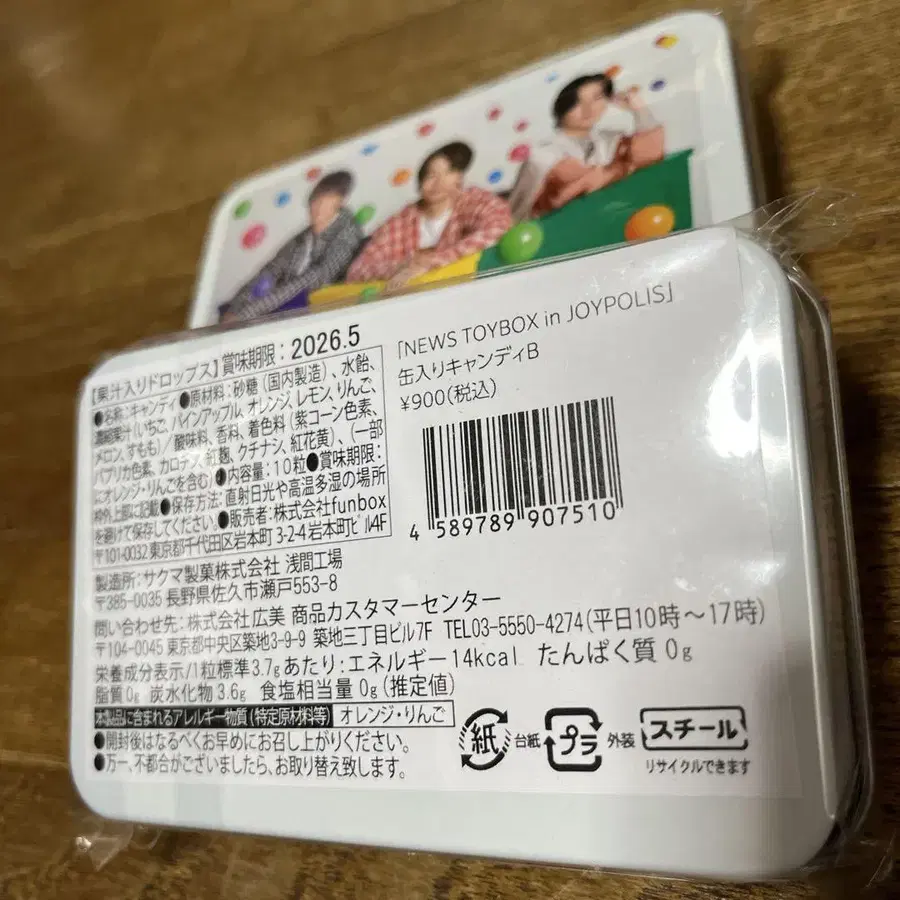 【果汁入りドロップス】賞味期限：2026.5
●名称：キャンディ●原材料：砂糖（国内製造）、水飴、
濃縮果汁（いちご、パインアップル、オレンジ、レモン、りんご、
メロン、すもも）／酸味料、香料、着色料（紫コーン色素、
パプリカ色素、カロテン、紅麹、クチナシ、紅花黄）、（一部
にオレンジ・りんごを含む）●内容量：10粒●賞味期限：
枠外上部に記載●保存方法：直射日光や高温多湿の場所
を避けて保存してください。●販売者：株式会社funbox
〒101-0032 東京都千代田区岩本町3-2-4岩本町ビル4F
「NEWS TOYBOX in JOYPOLIS」
缶入りキャンディB
¥900(税込)
4 589789 907510
製造所：サクマ製菓株式会社 浅間工場
〒385-0035 長野県佐久市瀬戸553-8
問い合わせ先：株式会社広美 商品カスタマーセンター
〒104-0045 東京都中央区築地3-9-9 築地三丁目ビル7F TEL03-5550-4274(平日10時～17時)
栄養成分表示/1粒標準3.7gあたり：エネルギー14kcal たんぱく質 0g
脂質0g 炭水化物 3.6g 食塩相当量 0g(推定値)
本製品に含まれるアレルギー物質(特定原材料等) オレンジ・りんご
●開封後はなるべくお早めにお召し上がりください。
●万一、不都合がございましたら、お取り替え致します。
紙 台紙 プラ 外装 スチール
リサイクルできます